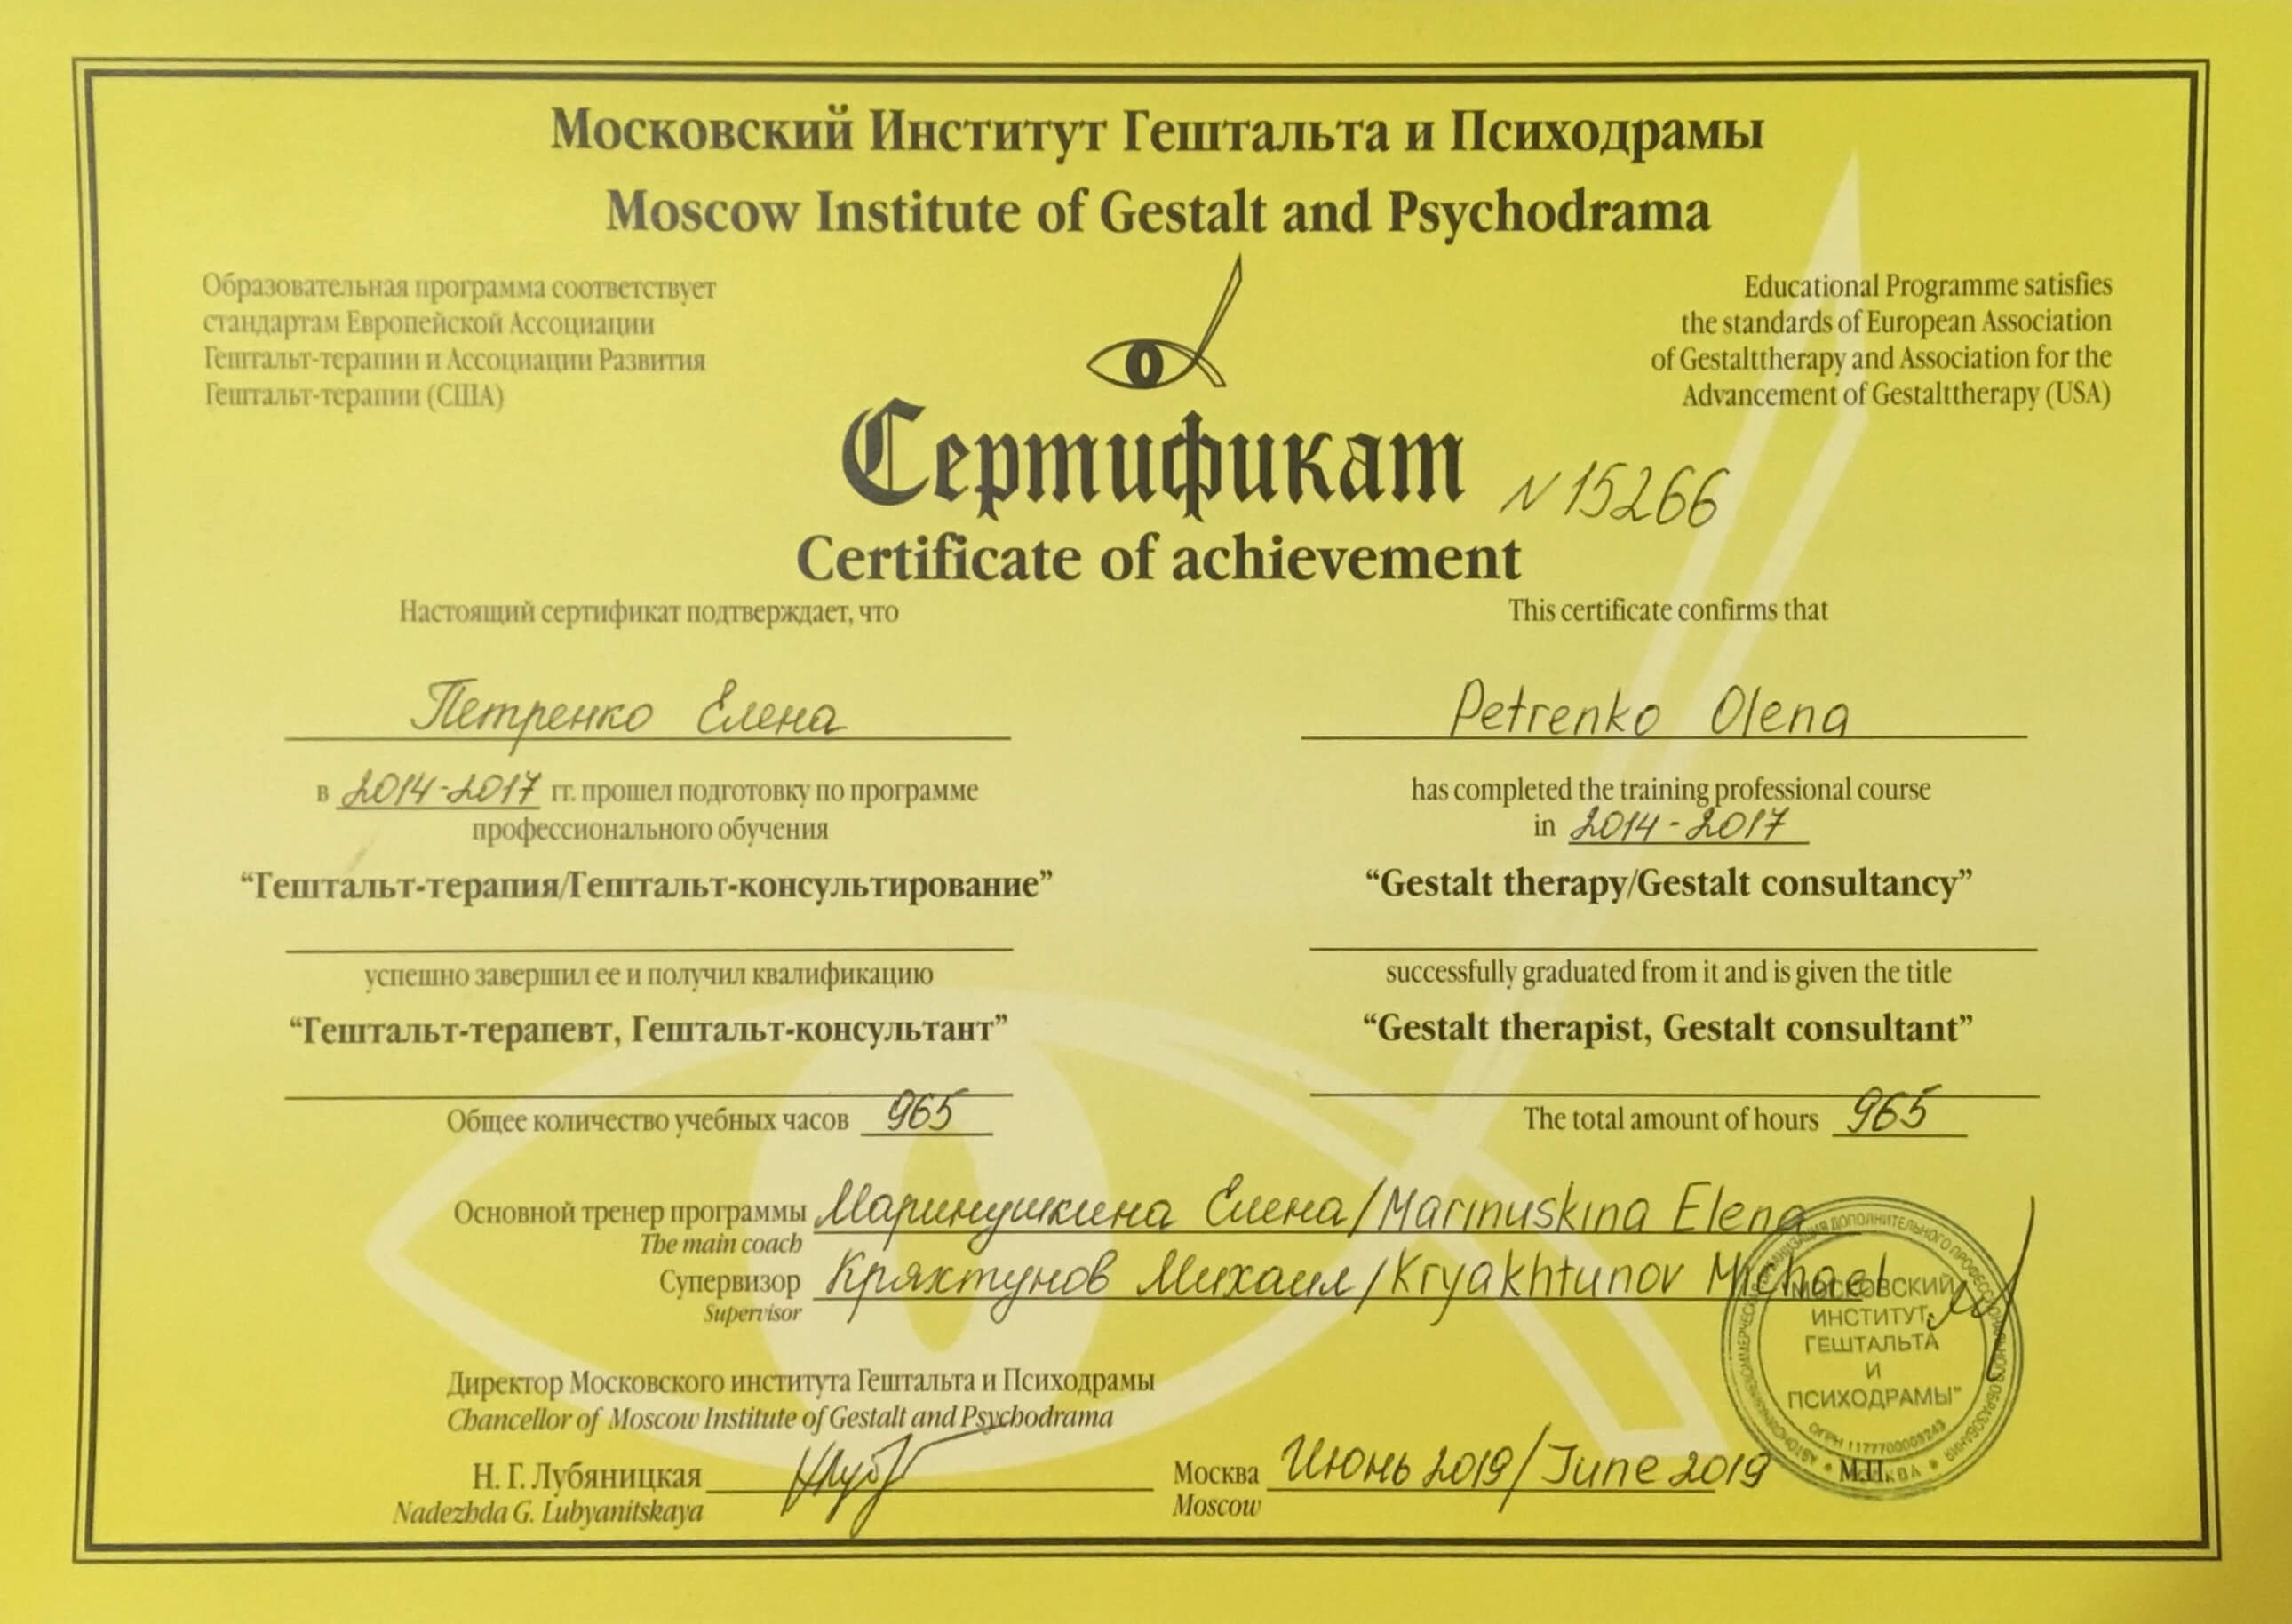 Московский Институт Гештальта и Психодрамы
Moscow Institute of Gestalt and Psychodrama
Образовательная программа соответствует
стандартам Европейской Ассоциации
Гештальт-терапии и Ассоциации Развития
Гештальт-терапии (США)
Educational Programme satisfies
the standards of European Association
of Gestalttherapy and Association for the
Advancement of Gestalttherapy (USA)
Сертификат N 15266
Certificate of achievement
Настоящий сертификат подтверждает, что
Петренко Елена
в 2014-2017 гг. прошел подготовку по программе
профессионального обучения
“Гештальт-терапия/Гештальт-консультирование”
успешно завершил ее и получил квалификацию
“Гештальт-терапевт, Гештальт-консультант”
Общее количество учебных часов 965
This certificate confirms that
Petrenko Olena
has completed the training professional course
in 2014-2017
“Gestalt therapy/Gestalt consultancy”
successfully graduated from it and is given the title
“Gestalt therapist, Gestalt consultant”
The total amount of hours 965
Основной тренер программы Маринушкина Елена/Marinuskina Elena
The main coach
Супервизор Кряхтунов Михаил/Kryakhtunov Michael
Supervisor
Директор Московского института Гештальта и Психодрамы
Chancellor of Moscow Institute of Gestalt and Psychodrama
Н. Г. Лубяницкая
Nadezhda G. Lubyanitskaya
Москва Июнь 2019/June 2019
Moscow
М.П.
МОСКОВСКИЙ
ИНСТИТУТ
ГЕШТАЛЬТА
И
ПСИХОДРАМЫ"